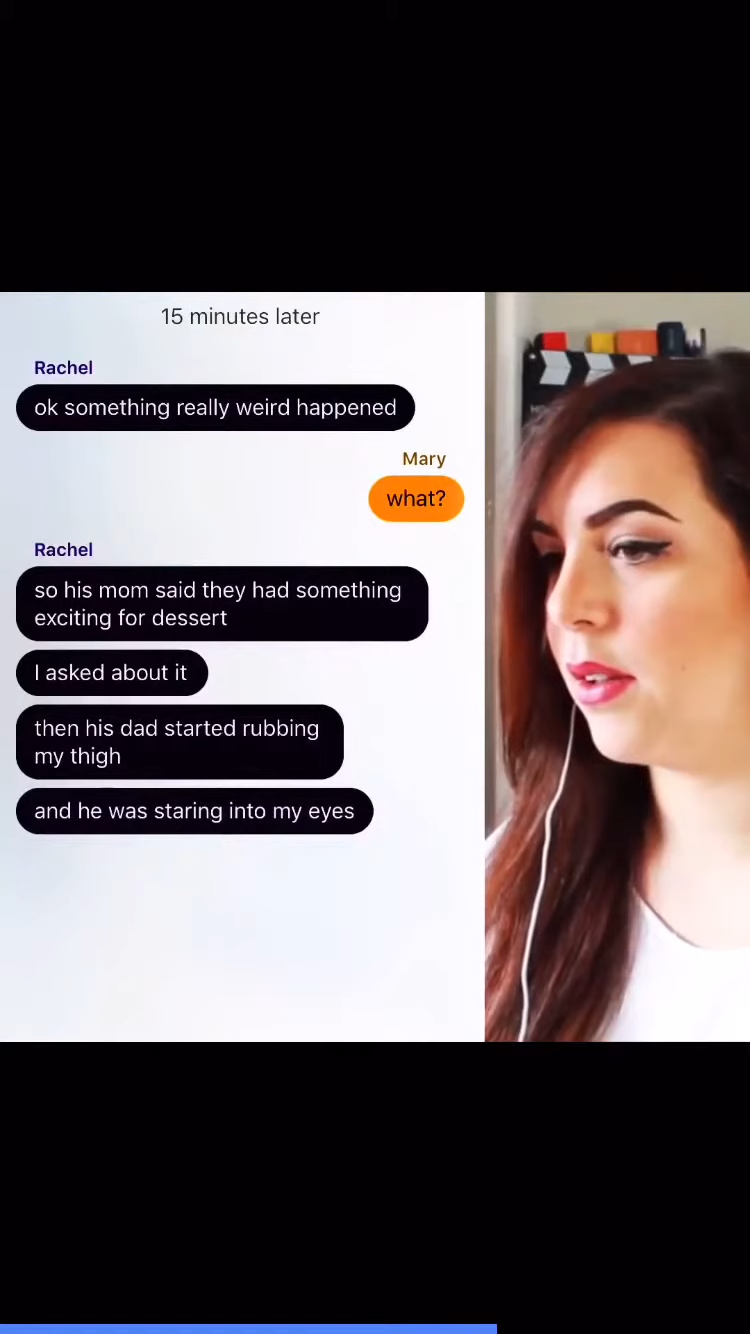 15 minutes later
Rachel
ok something really weird happened
Mary
what?
Rachel
so his mom said they had something
exciting for dessert
I asked about it
then his dad started rubbing
my thigh
and he was staring into my eyes